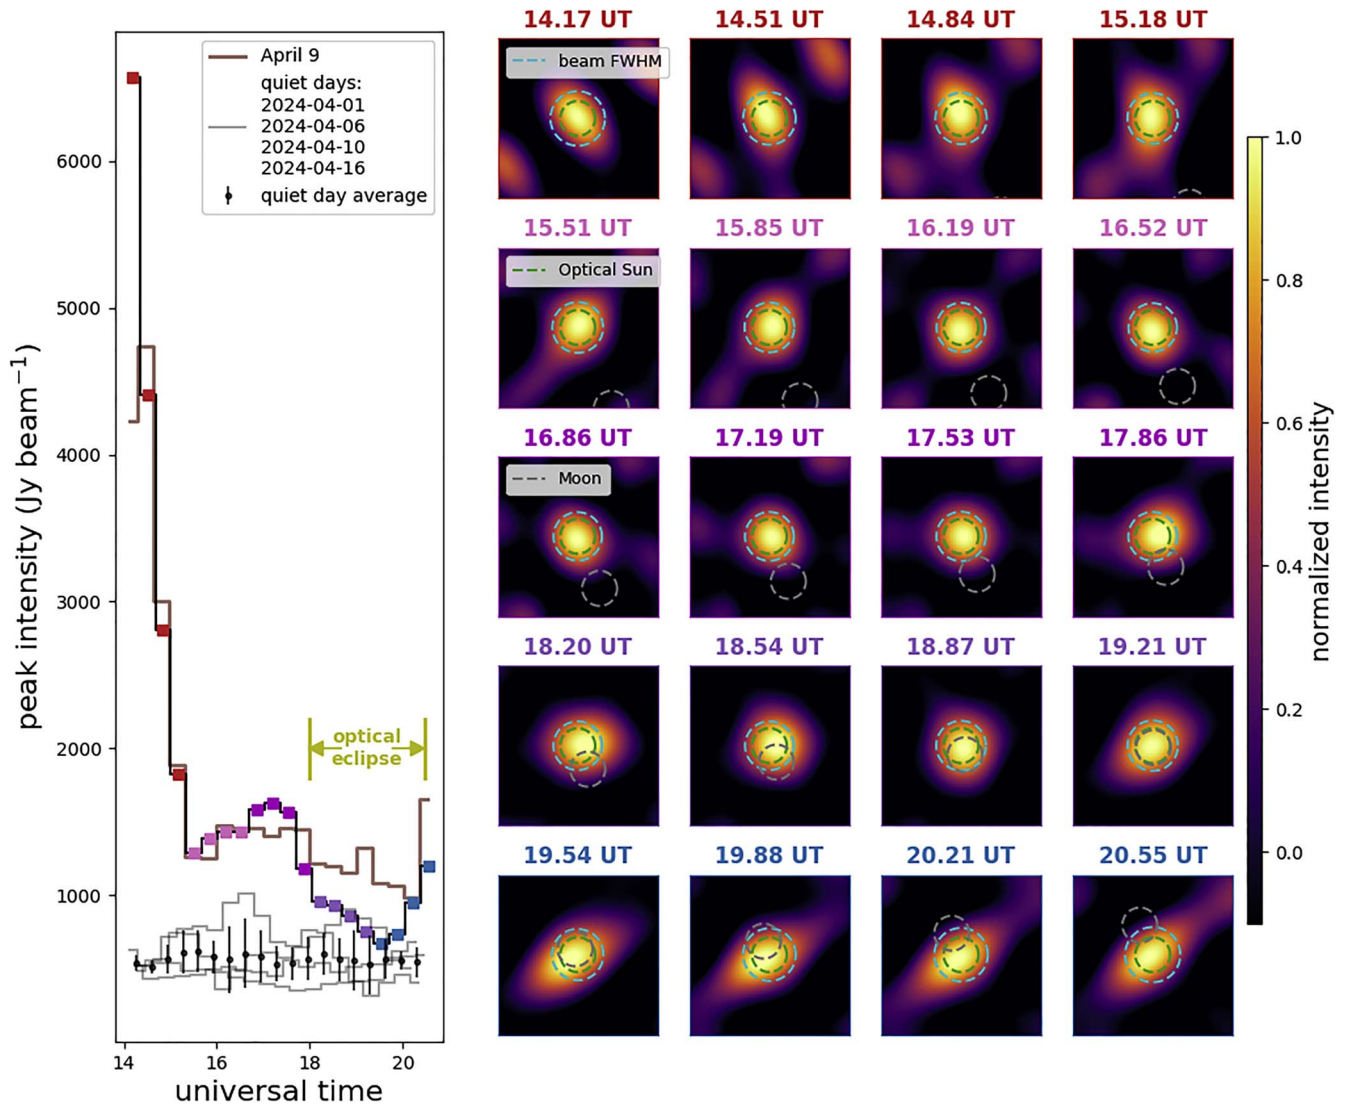 April 9
quiet days:
2024-04-01
2024-04-06
2024-04-10
2024-04-16
quiet day average
peak intensity (Jy beam⁻¹)
6000
5000
4000
3000
2000
1000
optical
eclipse
14
16
18
20
universal time
14.17 UT
14.51 UT
14.84 UT
15.18 UT
beam FWHM
15.51 UT
15.85 UT
16.19 UT
16.52 UT
Optical Sun
16.86 UT
17.19 UT
17.53 UT
17.86 UT
Moon
18.20 UT
18.54 UT
18.87 UT
19.21 UT
19.54 UT
19.88 UT
20.21 UT
20.55 UT
1.0
0.8
0.6
0.4
0.2
0.0
normalized intensity